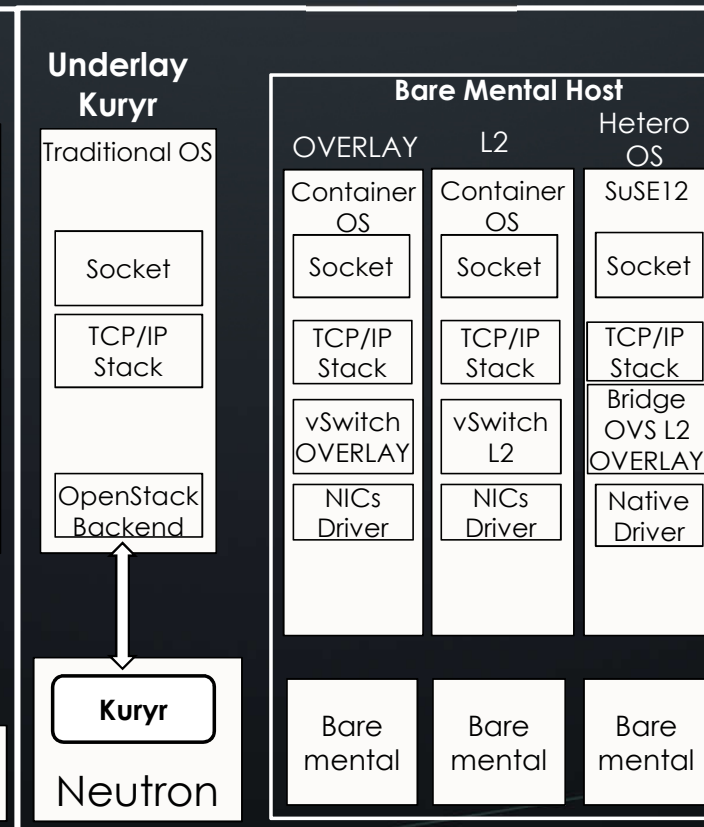 Underlay
Kuryr
Traditional OS
Socket
TCP/IP
Stack
OpenStack
Backend
Kuryr
Neutron
Bare Mental Host
OVERLAY
Container
OS
Socket
TCP/IP
Stack
vSwitch
OVERLAY
NICs
Driver
Bare
mental
L2
Container
OS
Socket
TCP/IP
Stack
vSwitch
L2
NICs
Driver
Bare
mental
Hetero
OS
SuSE12
Socket
TCP/IP
Stack
Bridge
OVS L2
OVERLAY
Native
Driver
Bare
mental